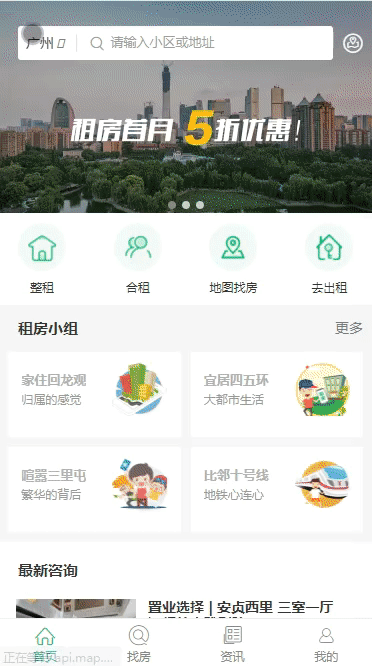 广州
请输入小区或地址
租房首月 5折优惠!
整租 合租 地图找房 去出租
租房小组 更多
家住回龙观
归属的感觉
宜居四五环
大都市生活
喧嚣三里屯
繁华的背后
比邻十号线
地铁心连心
最新咨询
置业选择 | 安贞西里 三室一厅
首页 找房 资讯 我的
api.map....